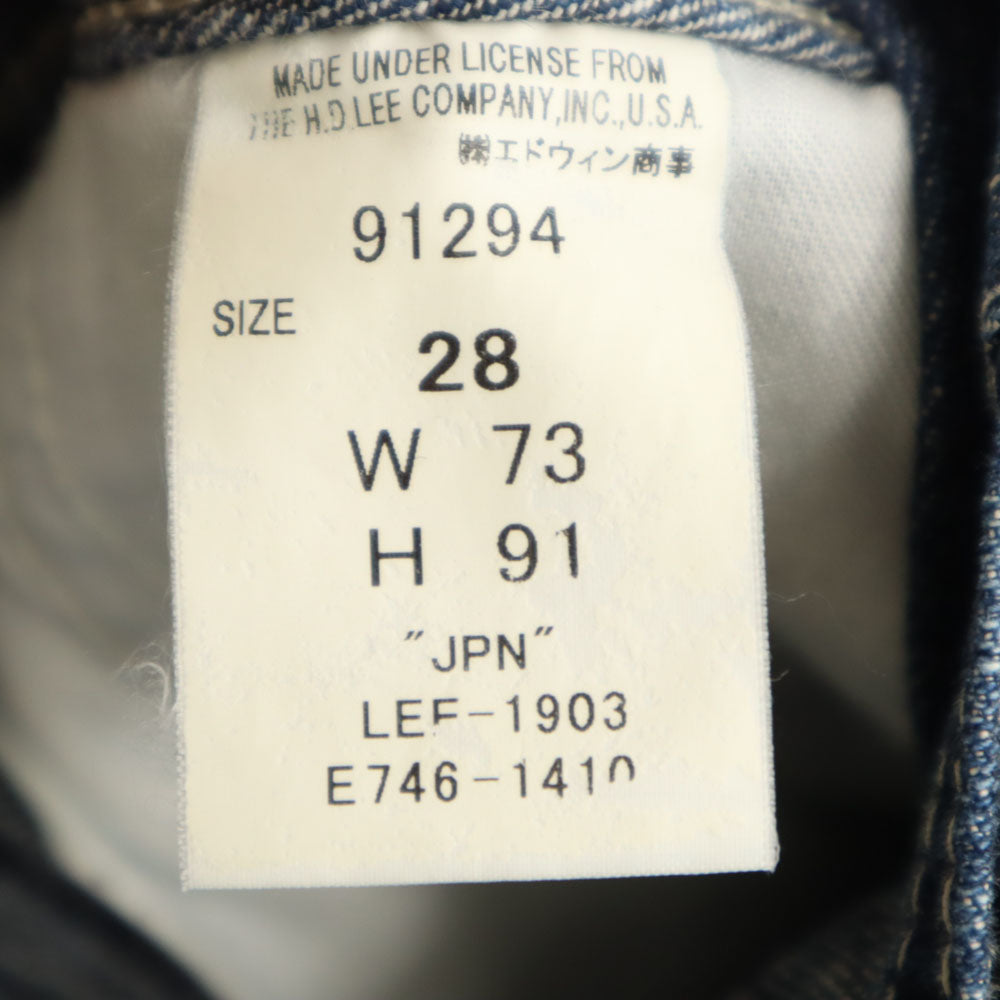 MADE UNDER LICENSE FROM
THE H.D.LEE COMPANY,INC.,U.S.A.
㈱エドウィン商事
91294
SIZE
28
W 73
H 91
"JPN"
LEE-1903
E746-1410